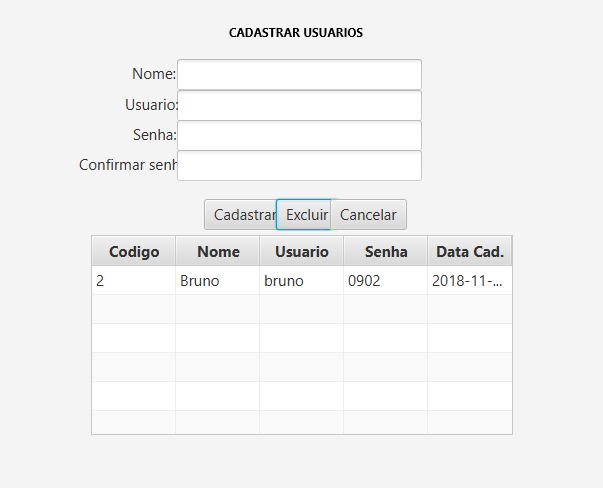 CADASTRAR USUARIOS
Nome:
Usuario:
Senha:
Confirmar senh
Cadastrar Excluir Cancelar
Codigo Nome Usuario Senha Data Cad.
2 Bruno bruno 0902 2018-11-...